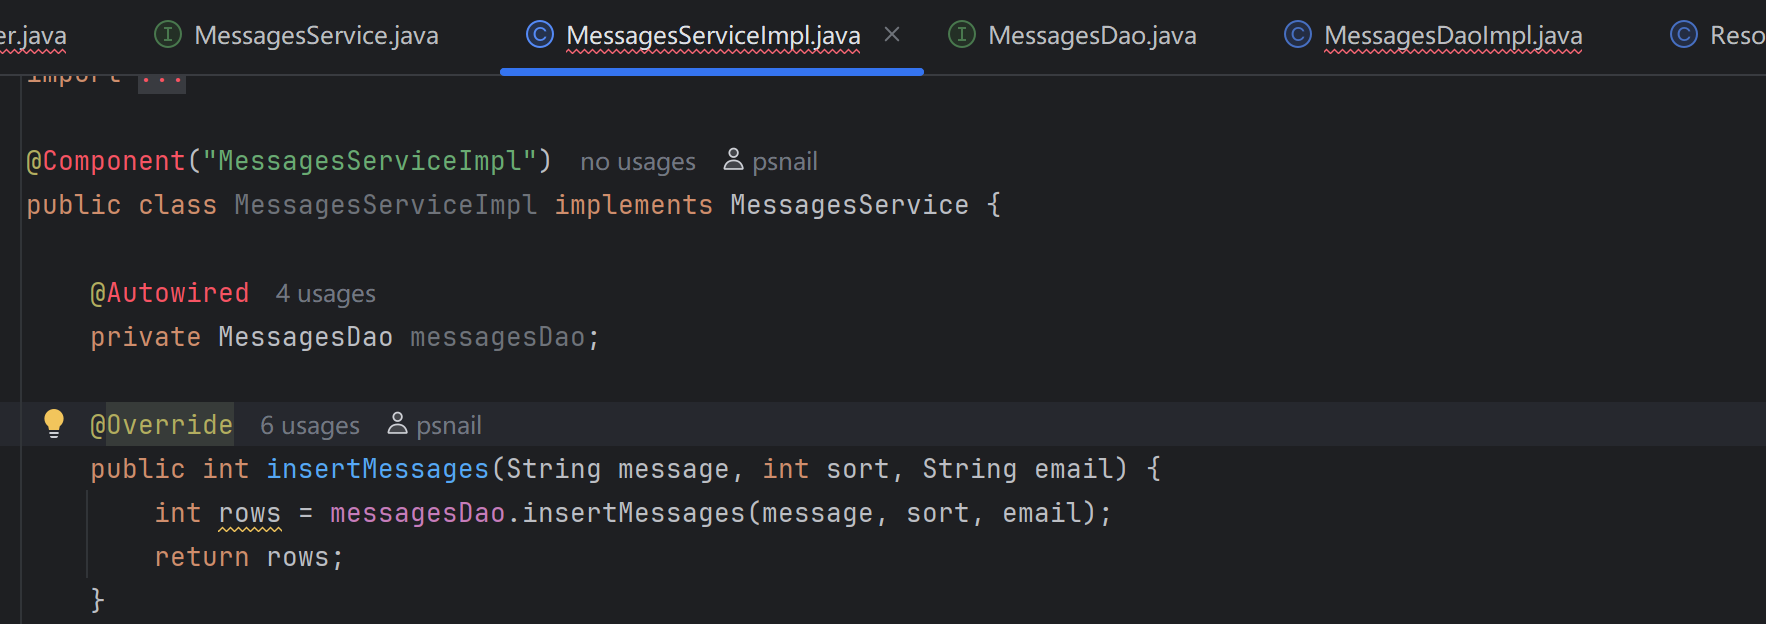 er.java MessagesService.java MessagesServiceImpl.java MessagesDao.java MessagesDaoImpl.java Reso
import ...
@Component("MessagesServiceImpl") no usages psnail
public class MessagesServiceImpl implements MessagesService {
@Autowired 4 usages
private MessagesDao messagesDao;
@Override 6 usages psnail
public int insertMessages(String message, int sort, String email) {
int rows = messagesDao.insertMessages(message, sort, email);
return rows;
}